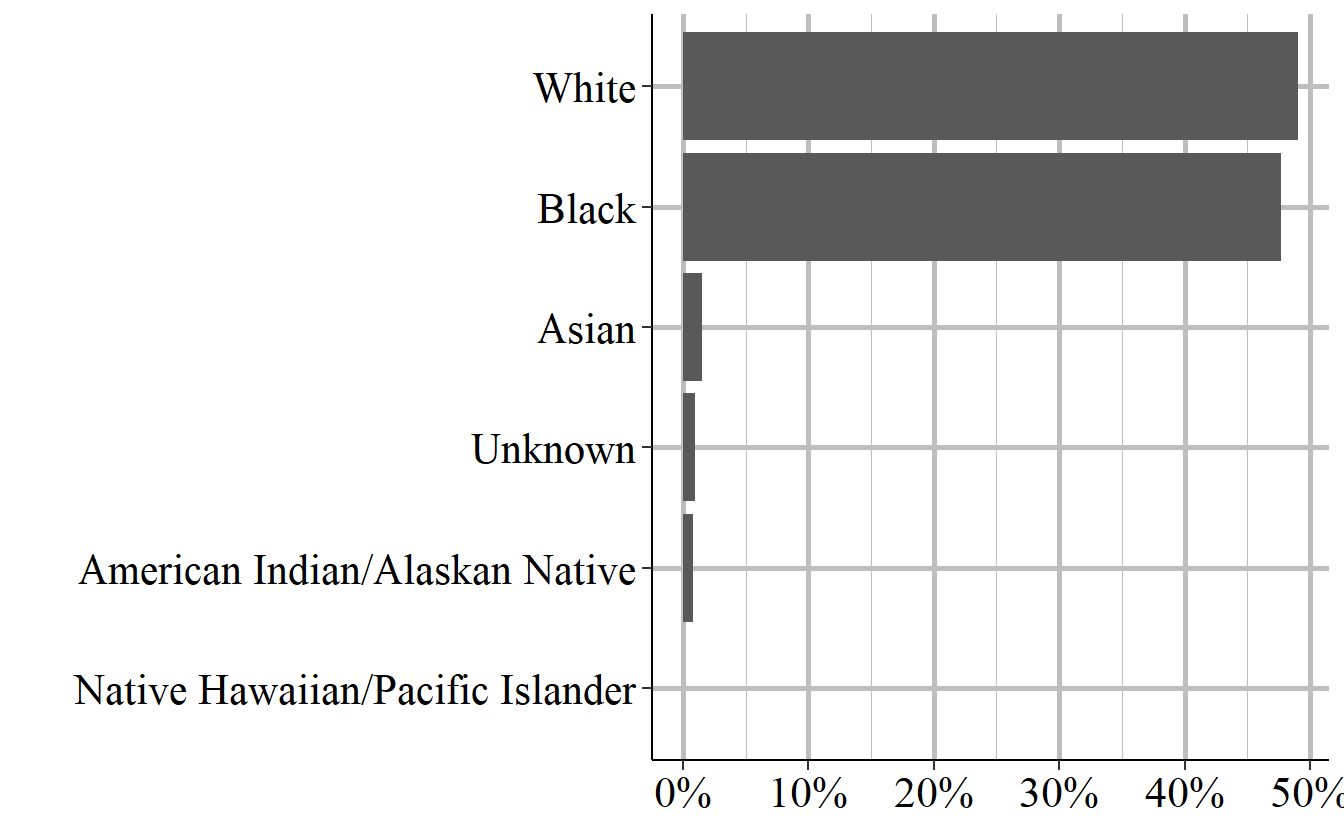 White
Black
Asian
Unknown
American Indian/Alaskan Native
Native Hawaiian/Pacific Islander
0% 10% 20% 30% 40% 50%